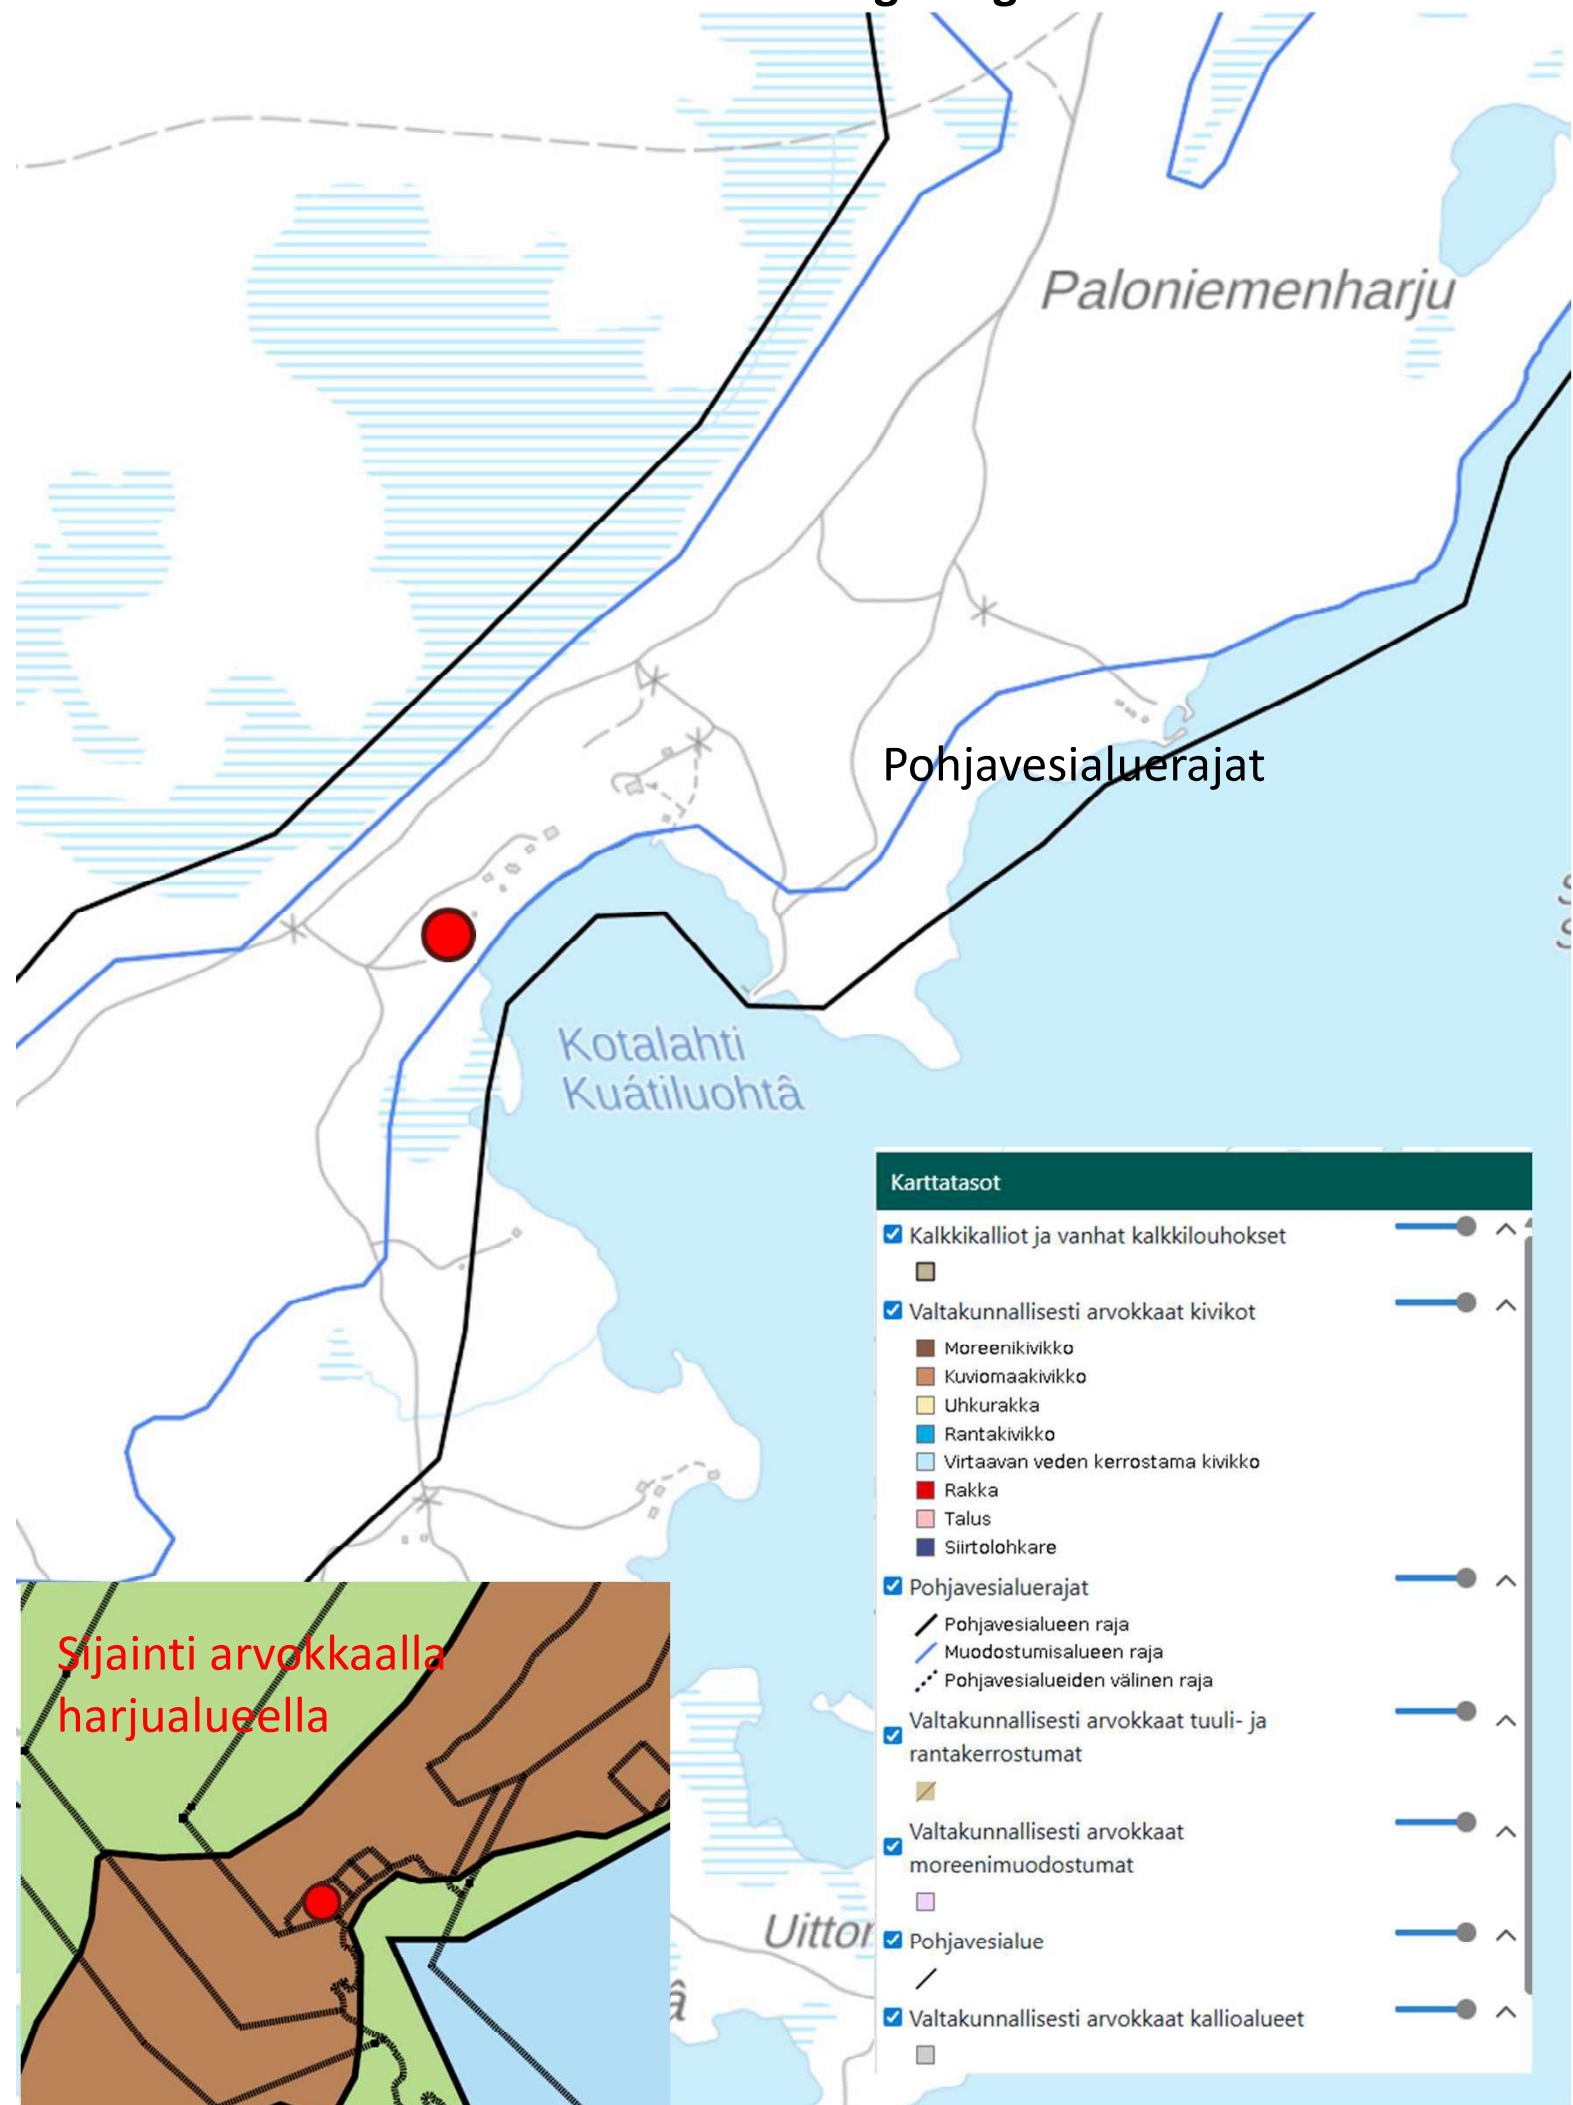 Paloniemenharju
Pohjavesialuerajat
Kotalahti
Kuátiluohtâ
Karttatasot
Kalkkikalliot ja vanhat kalkkilouhokset
Valtakunnallisesti arvokkaat kivikot
Moreenikivikko
Kuviomaakivikko
Uhkurakka
Rantakivikko
Virtaavan veden kerrostama kivikko
Rakka
Talus
Siirtolohkare
Pohjavesialuerajat
Pohjavesialueen raja
Muodostumisalueen raja
Pohjavesialueiden välinen raja
Valtakunnallisesti arvokkaat tuuli- ja
rantakerrostumat
Valtakunnallisesti arvokkaat
moreenimuodostumat
Pohjavesialue
Valtakunnallisesti arvokkaat kallioalueet
Sijainti arvokkaalla
harjualueella